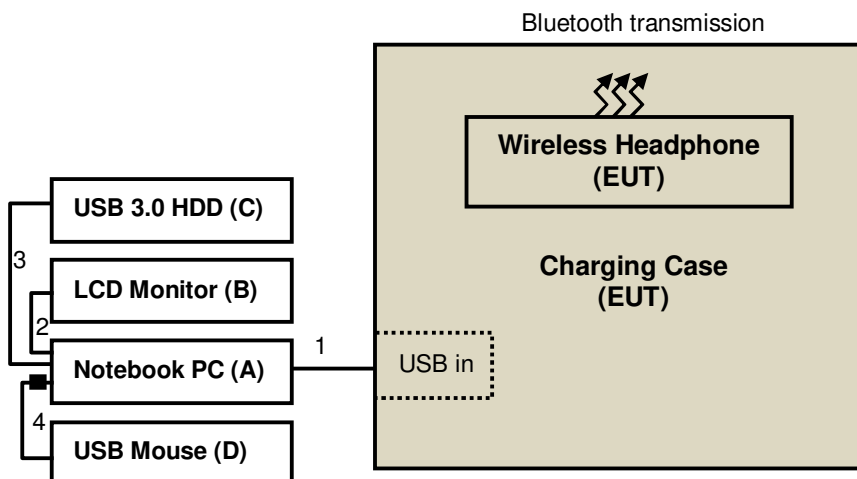 Bluetooth transmission
Wireless Headphone
(EUT)
USB 3.0 HDD (C)
3
LCD Monitor (B)
Charging Case
(EUT)
2
1
Notebook PC (A)
USB in
4
USB Mouse (D)